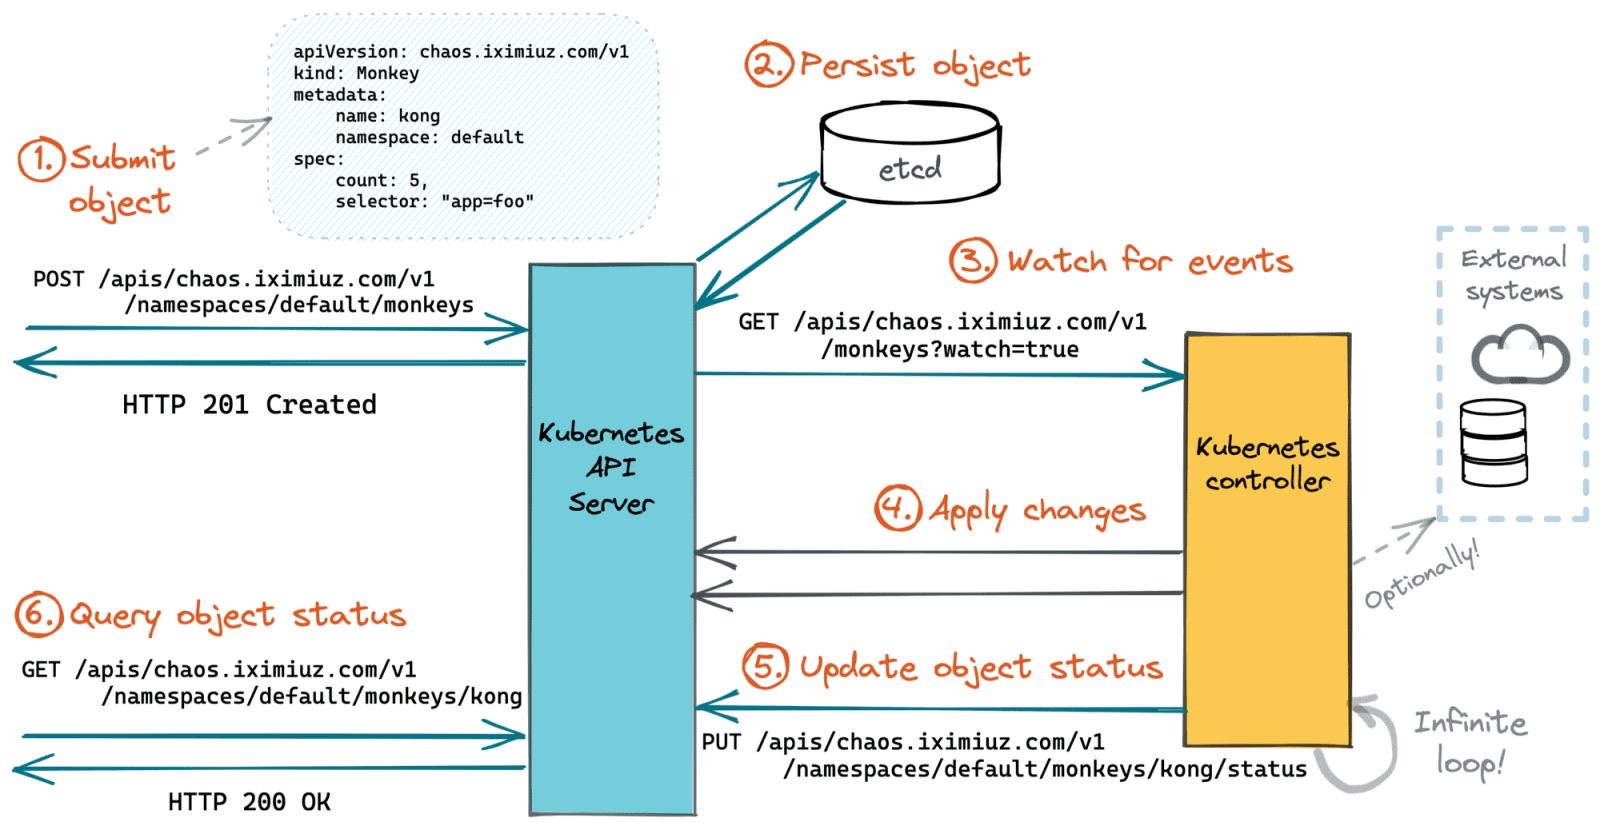 apiVersion: chaos.iximiuz.com/v1
kind: Monkey
metadata:
    name: kong
    namespace: default
spec:
    count: 5,
    selector: "app=foo"
1. Submit
object
2. Persist object
etcd
POST /apis/chaos.iximiuz.com/v1
/namespaces/default/monkeys
HTTP 201 Created
Kubernetes
API
Server
3. Watch for events
GET /apis/chaos.iximiuz.com/v1
/monkeys?watch=true
Kubernetes
controller
External
systems
Optionally!
4. Apply changes
5. Update object status
PUT /apis/chaos.iximiuz.com/v1
/namespaces/default/monkeys/kong/status
Infinite
loop!
6. Query object status
GET /apis/chaos.iximiuz.com/v1
/namespaces/default/monkeys/kong
HTTP 200 OK